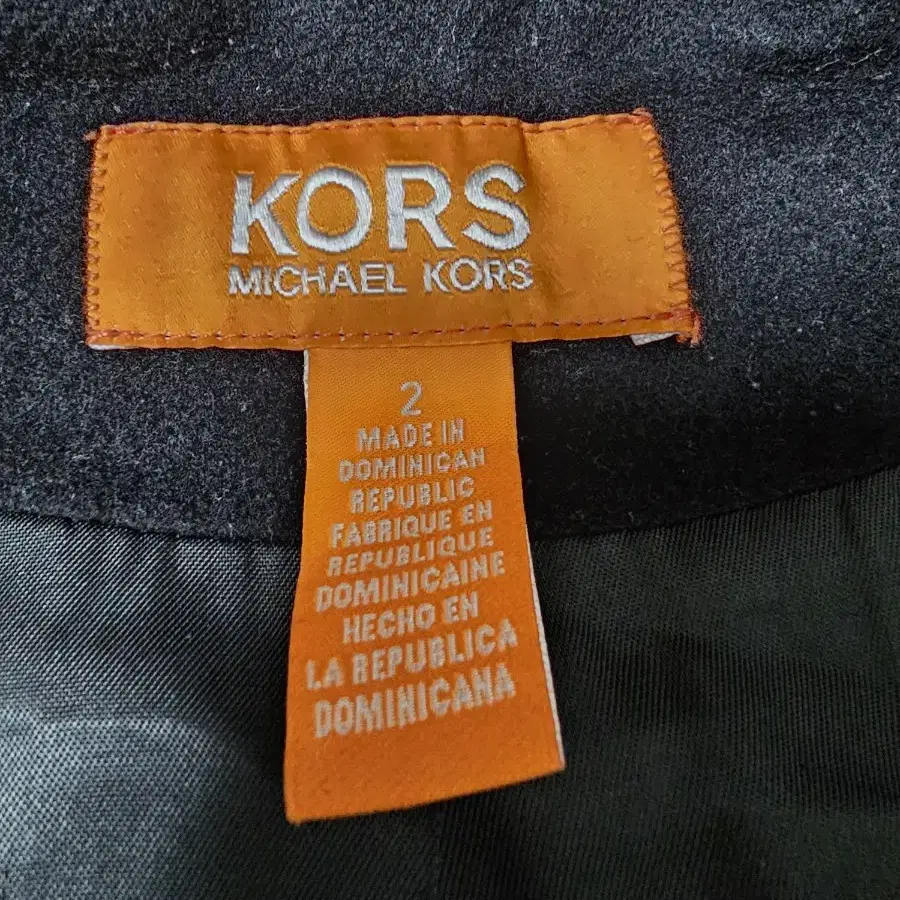 KORS
MICHAEL KORS
2
MADE IN
DOMINICAN
REPUBLIC
FABRIQUE EN
REPUBLIQUE
DOMINICAINE
HECHO EN
LA REPUBLICA
DOMINICANA